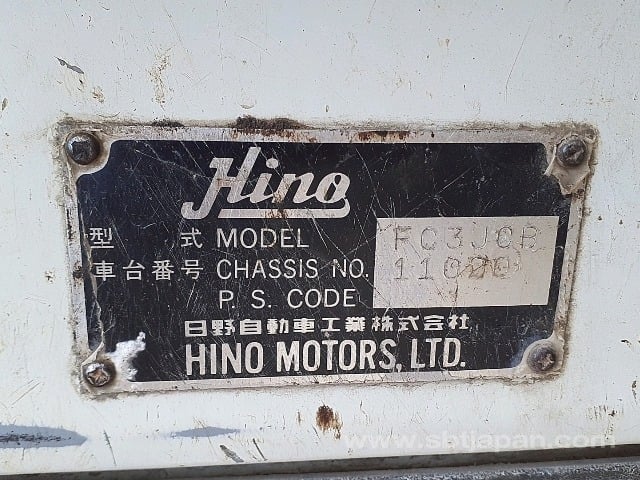 Hino
型 式 MODEL FC3JCB
車台番号 CHASSIS NO.
P. S. CODE
日野自動車工業株式会社
HINO MOTORS, LTD.
www.sbtjapan.com